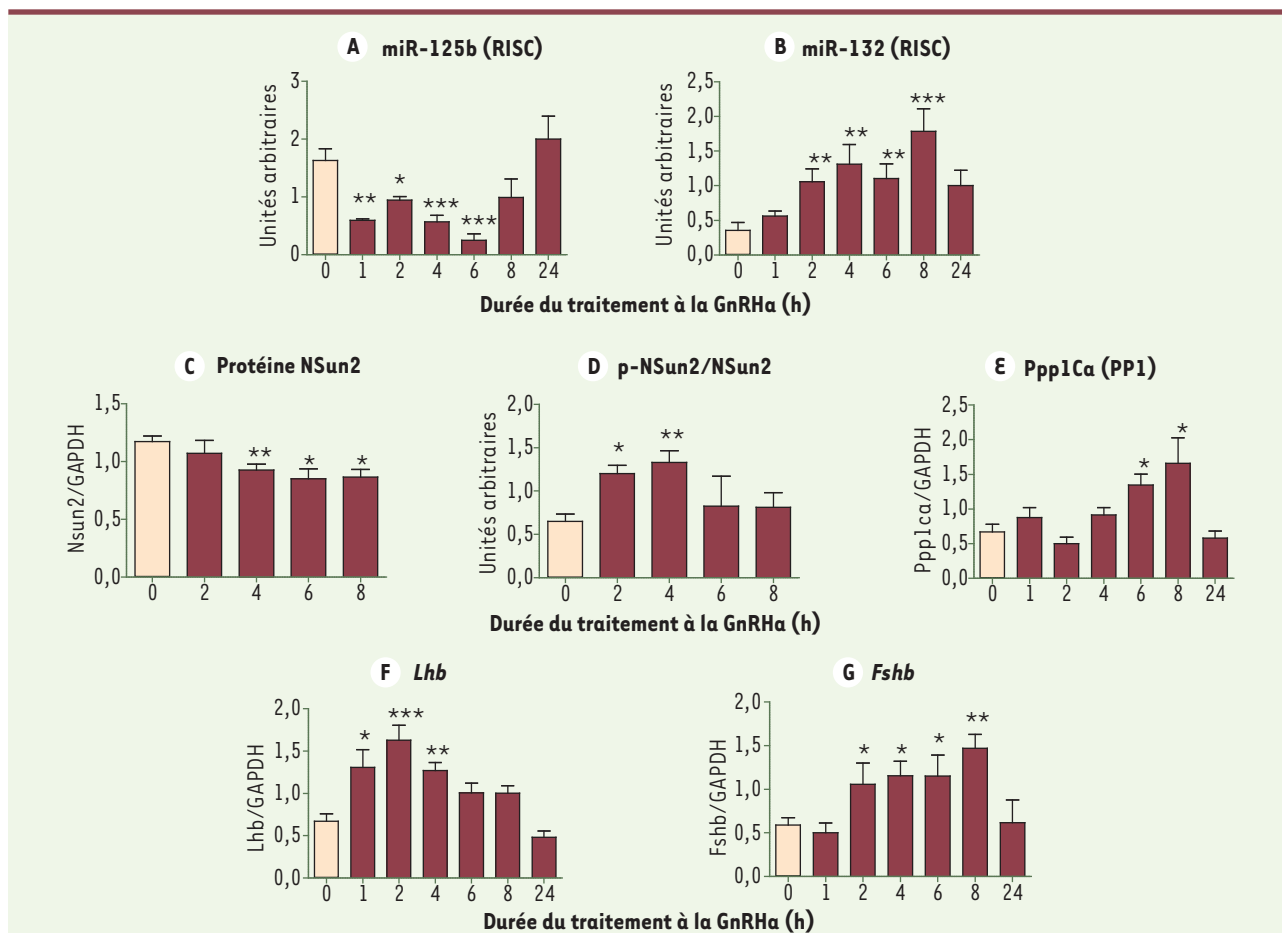 A miR-125b (RISC)
B miR-132 (RISC)
Unités arbitraires
3
2
1
0
** * *** ***
0 1 2 4 6 8 24
Unités arbitraires
2,5
2,0
1,5
1,0
0,5
0,0
** ** ** ***
0 1 2 4 6 8 24
Durée du traitement à la GnRHa (h)
C Protéine NSun2
D p-NSun2/NSun2
E Ppp1Ca (PP1)
Nsun2/GAPDH
1,5
1,0
0,5
0,0
** * *
0 2 4 6 8
Unités arbitraires
2,0
1,5
1,0
0,5
0,0
* **
0 2 4 6 8
Ppp1ca/GAPDH
2,5
2,0
1,5
1,0
0,5
0,0
* *
0 1 2 4 6 8 24
Durée du traitement à la GnRHa (h)
F Lhb
G Fshb
Lhb/GAPDH
2,0
1,5
1,0
0,5
0,0
* *** **
0 1 2 4 6 8 24
Fshb/GAPDH
2,0
1,5
1,0
0,5
0,0
* * * **
0 1 2 4 6 8 24
Durée du traitement à la GnRHa (h)